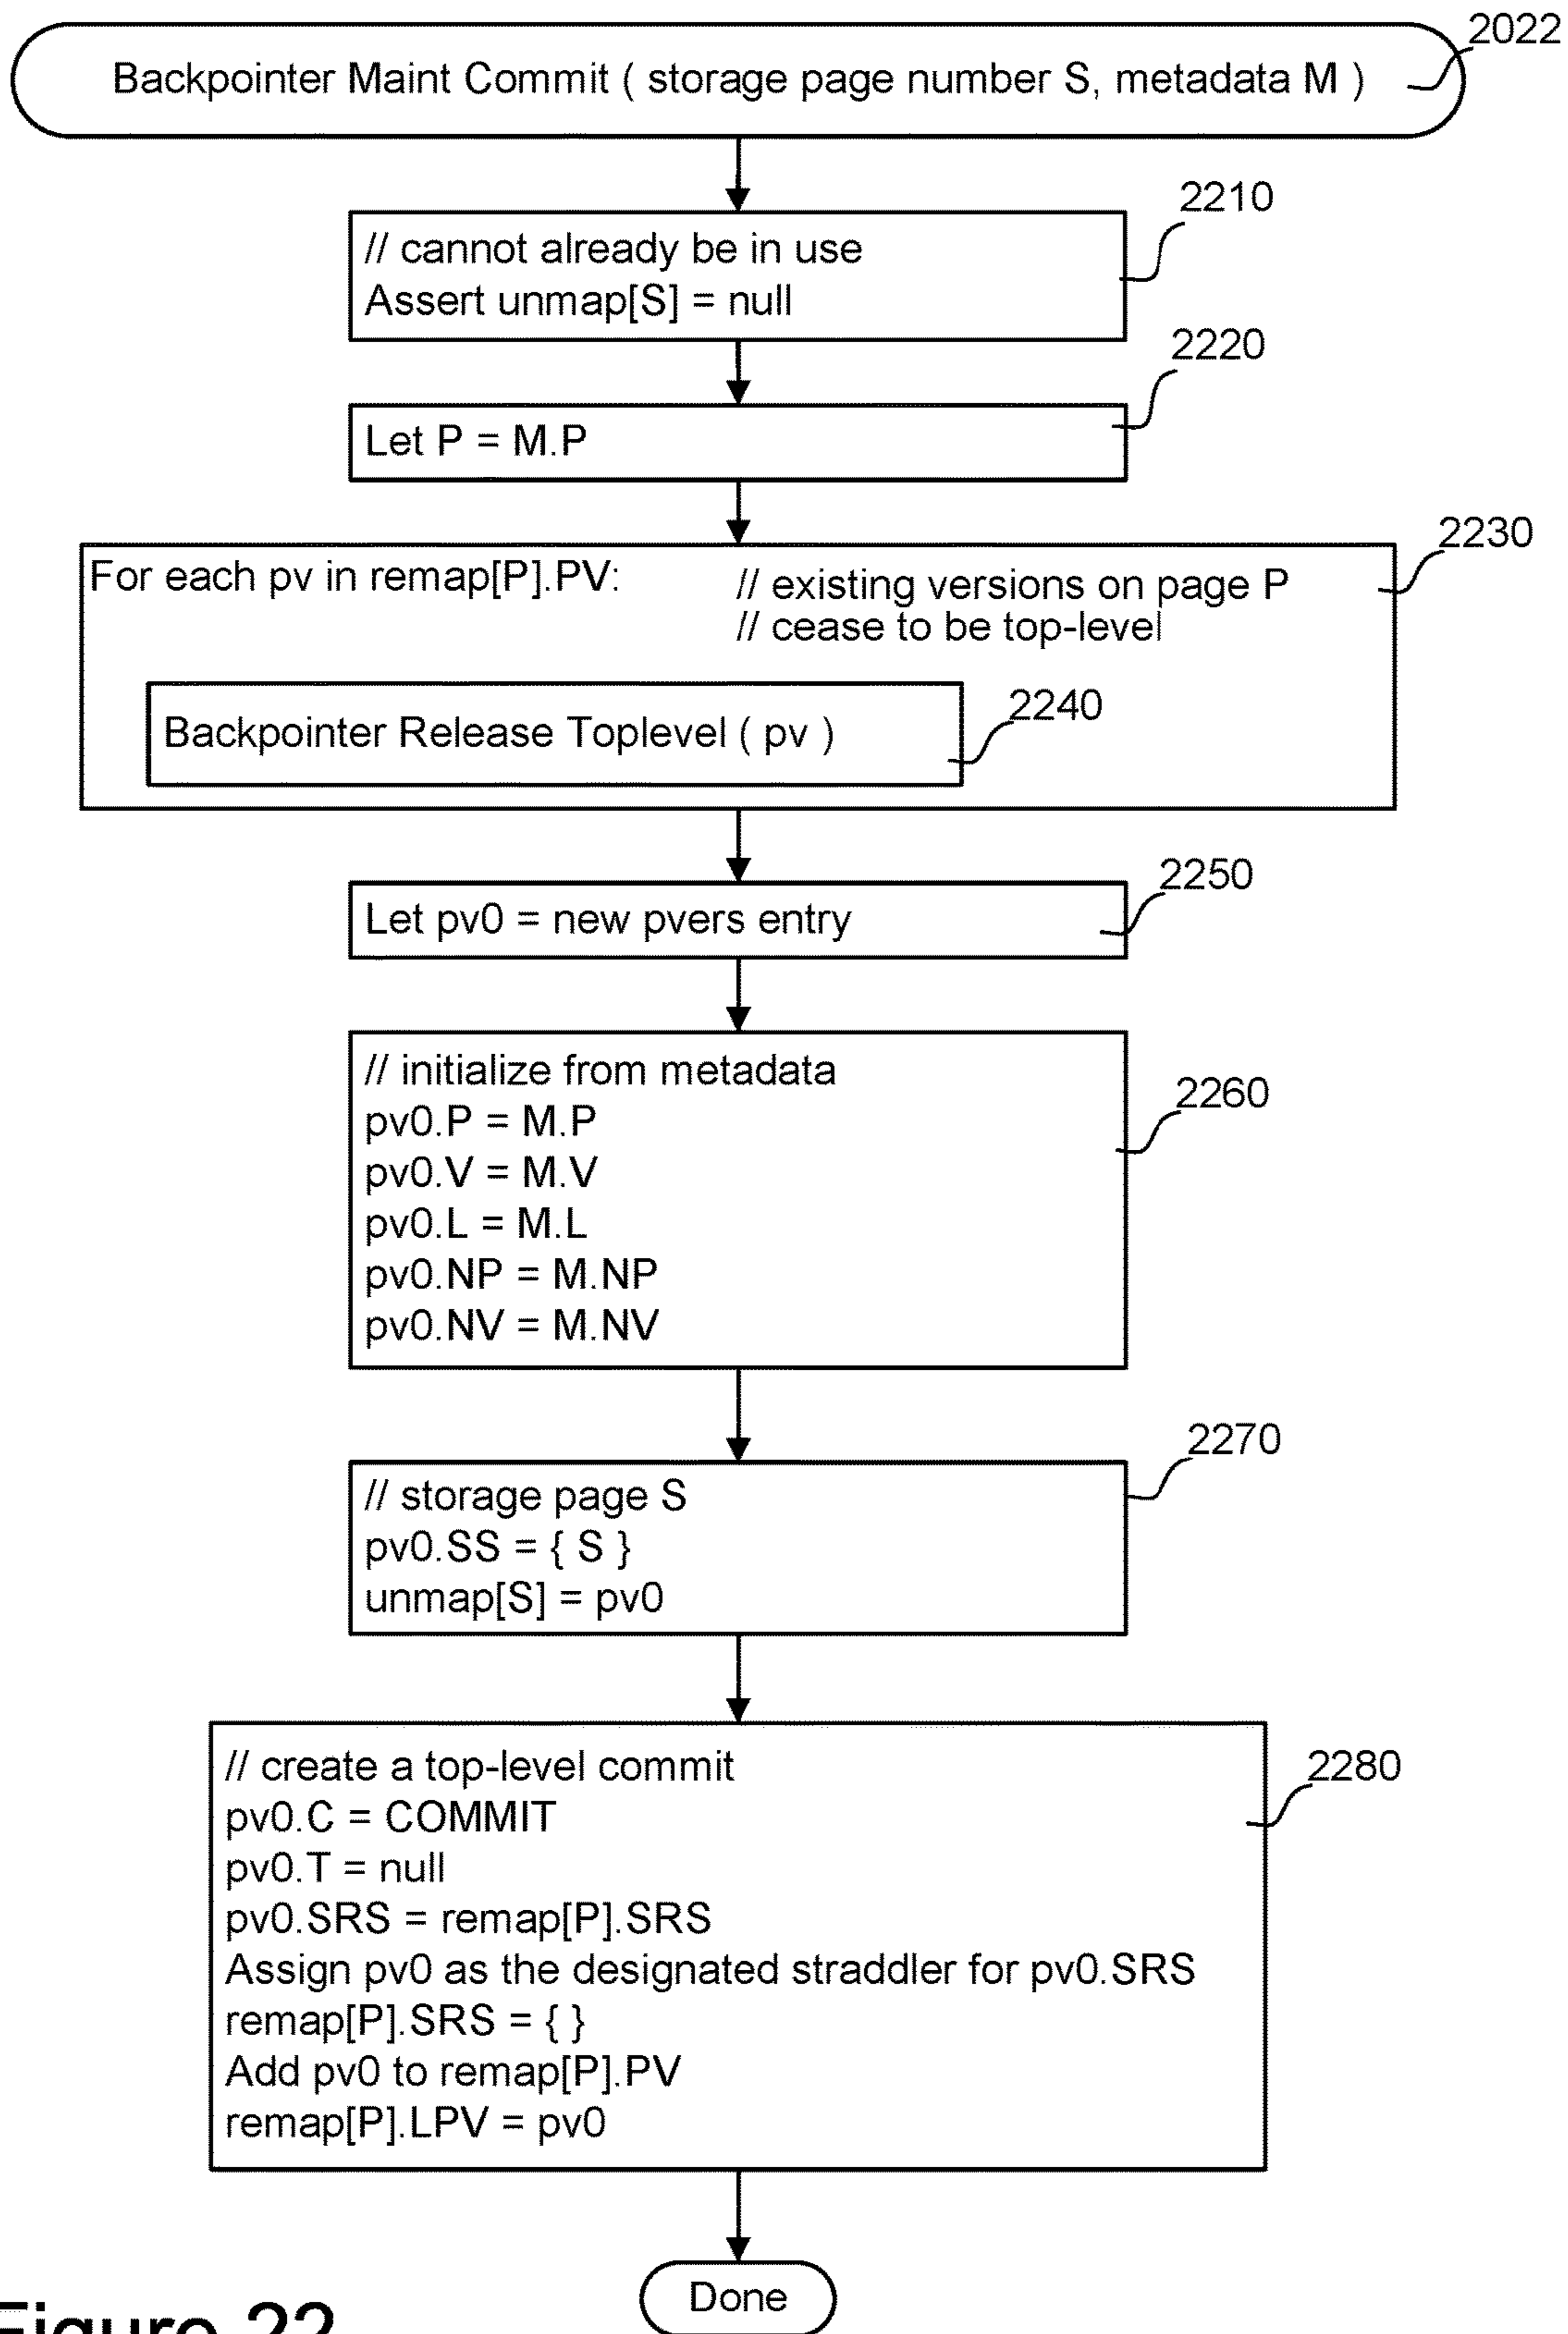 2022
Backpointer Maint Commit ( storage page number S, metadata M )
2210
// cannot already be in use
Assert unmap[S] = null
2220
Let P = M.P
2230
For each pv in remap[P].PV: // existing versions on page P
// cease to be top-level
2240
Backpointer Release Toplevel ( pv )
2250
Let pv0 = new pvers entry
2260
// initialize from metadata
pv0.P = M.P
pv0.V = M.V
pv0.L = M.L
pv0.NP = M.NP
pv0.NV = M.NV
2270
// storage page S
pv0.SS = { S }
unmap[S] = pv0
2280
// create a top-level commit
pv0.C = COMMIT
pv0.T = null
pv0.SRS = remap[P].SRS
Assign pv0 as the designated straddler for pv0.SRS
remap[P].SRS = { }
Add pv0 to remap[P].PV
remap[P].LPV = pv0
Done
Figure 22